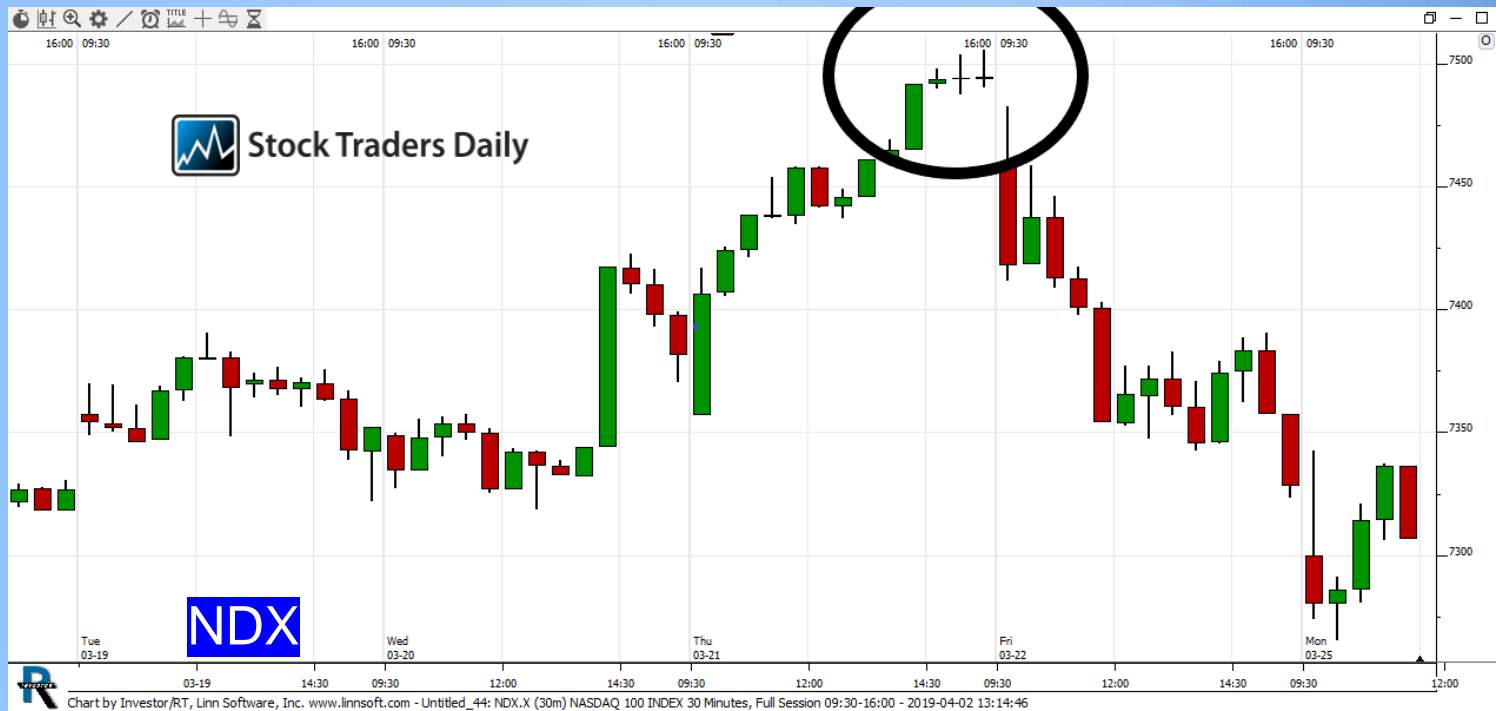 TITLE
16:00 09:30 16:00 09:30 16:00 09:30 16:00 09:30 16:00 09:30
O
7500
Stock Traders Daily
7450
7400
7350
7300
NDX
Tue Wed Thu Fri Mon
03-19 03-20 03-21 03-22 03-25
03-19 14:30 09:30 12:00 14:30 09:30 12:00 14:30 09:30 12:00 14:30 09:30 12:00
R
INVESTOR
Chart by Investor/RT, Linn Software, Inc. www.linnsoft.com - Untitled_44: NDX.X (30m) NASDAQ 100 INDEX 30 Minutes, Full Session 09:30-16:00 - 2019-04-02 13:14:46